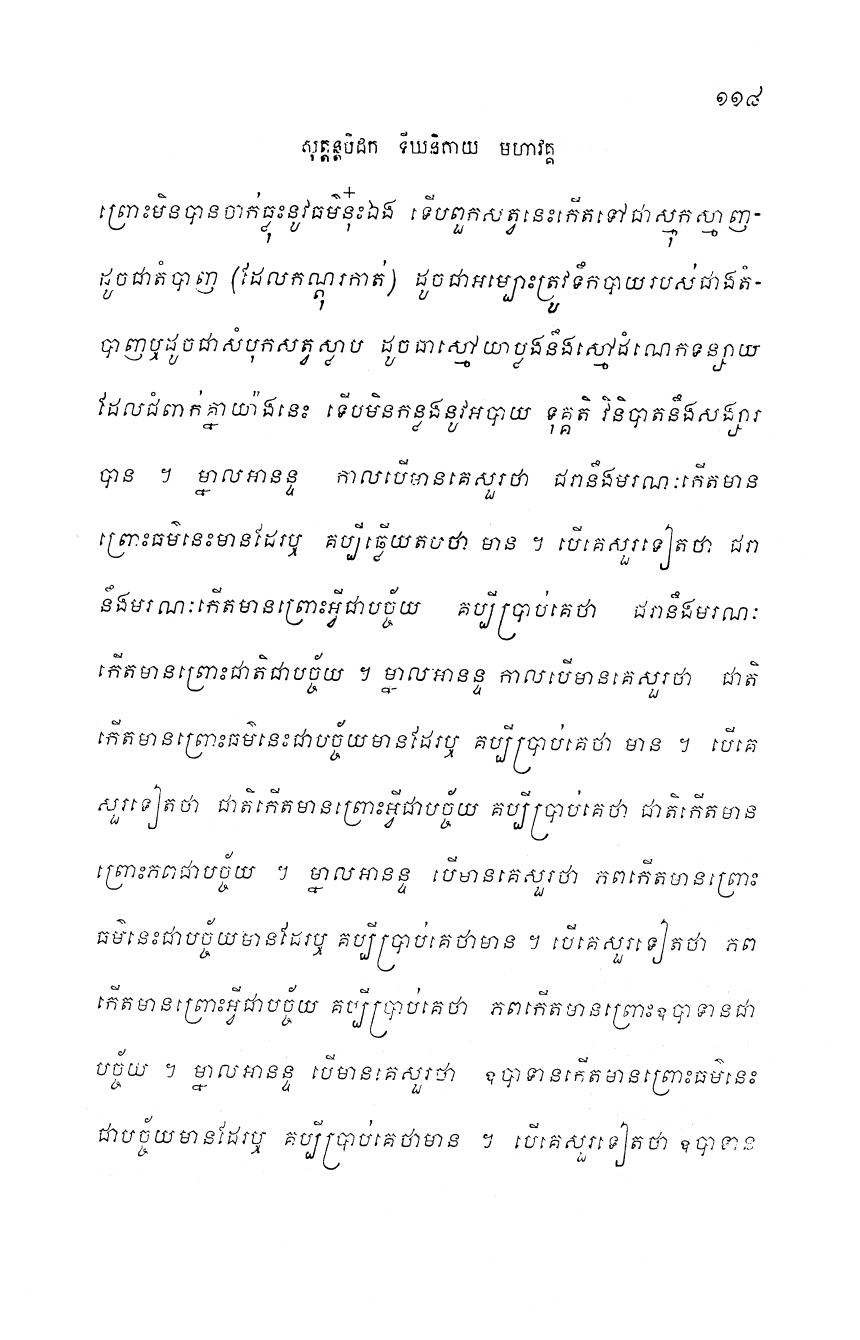 ១១៤
សុត្តន្តបិដក ទីឃនិកាយ មហាវគ្គ
ព្រោះមិនបានចាក់ធ្លុះនូវធម៌នុ៎ះឯង ទើបពួកសត្វនេះកើតទៅជាស្មុកស្មាញ-
ដូចជាតំបាញ (ដែលកណ្តុរកាត់) ដូចជាអម្បោះត្រូវទឹកបាយរបស់ជាងតំ-
បាញឬដូចជាសំបុកសត្វស្លាប ដូចជាស្មៅយាប្លងនឹងស្មៅដំណេកទន្សាយ
ដែលជំពាក់គ្នាយ៉ាងនេះ ទើបមិនកន្លងនូវអបាយ ទុគ្គតិ វិនិបាតនឹងសង្សារ
បាន ។ ម្នាលអានន្ទ កាលបើមានគេសួរថា ជរានឹងមរណៈកើតមាន
ព្រោះធម៌នេះមានដែរឬ គប្បីឆ្លើយតបថា មាន ។ បើគេសួរទៀតថា ជរា
នឹងមរណៈកើតមានព្រោះអ្វីជាបច្ច័យ គប្បីប្រាប់គេថា ជរានឹងមរណៈ
កើតមានព្រោះជាតិជាបច្ច័យ ។ ម្នាលអានន្ទ កាលបើមានគេសួរថា ជាតិ
កើតមានព្រោះធម៌នេះជាបច្ច័យមានដែរឬ គប្បីប្រាប់គេថា មាន ។ បើគេ
សួរទៀតថា ជាតិកើតមានព្រោះអ្វីជាបច្ច័យ គប្បីប្រាប់គេថា ជាតិកើតមាន
ព្រោះភពជាបច្ច័យ ។ ម្នាលអានន្ទ បើមានគេសួរថា ភពកើតមានព្រោះ
ធម៌នេះជាបច្ច័យមានដែរឬ គប្បីប្រាប់គេថាមាន ។ បើគេសួរទៀតថា ភព
កើតមានព្រោះអ្វីជាបច្ច័យ គប្បីប្រាប់គេថា ភពកើតមានព្រោះឧបាទានជា
បច្ច័យ ។ ម្នាលអានន្ទ បើមានគេសួរថា ឧបាទានកើតមានព្រោះធម៌នេះ
ជាបច្ច័យមានដែរឬ គប្បីប្រាប់គេថាមាន ។ បើគេសួរទៀតថា ឧបាទាន